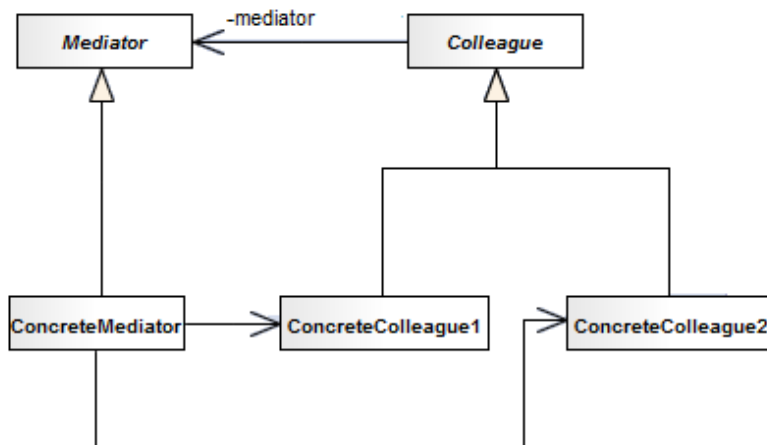 -mediator
Mediator
Colleague
ConcreteMediator
ConcreteColleague1
ConcreteColleague2